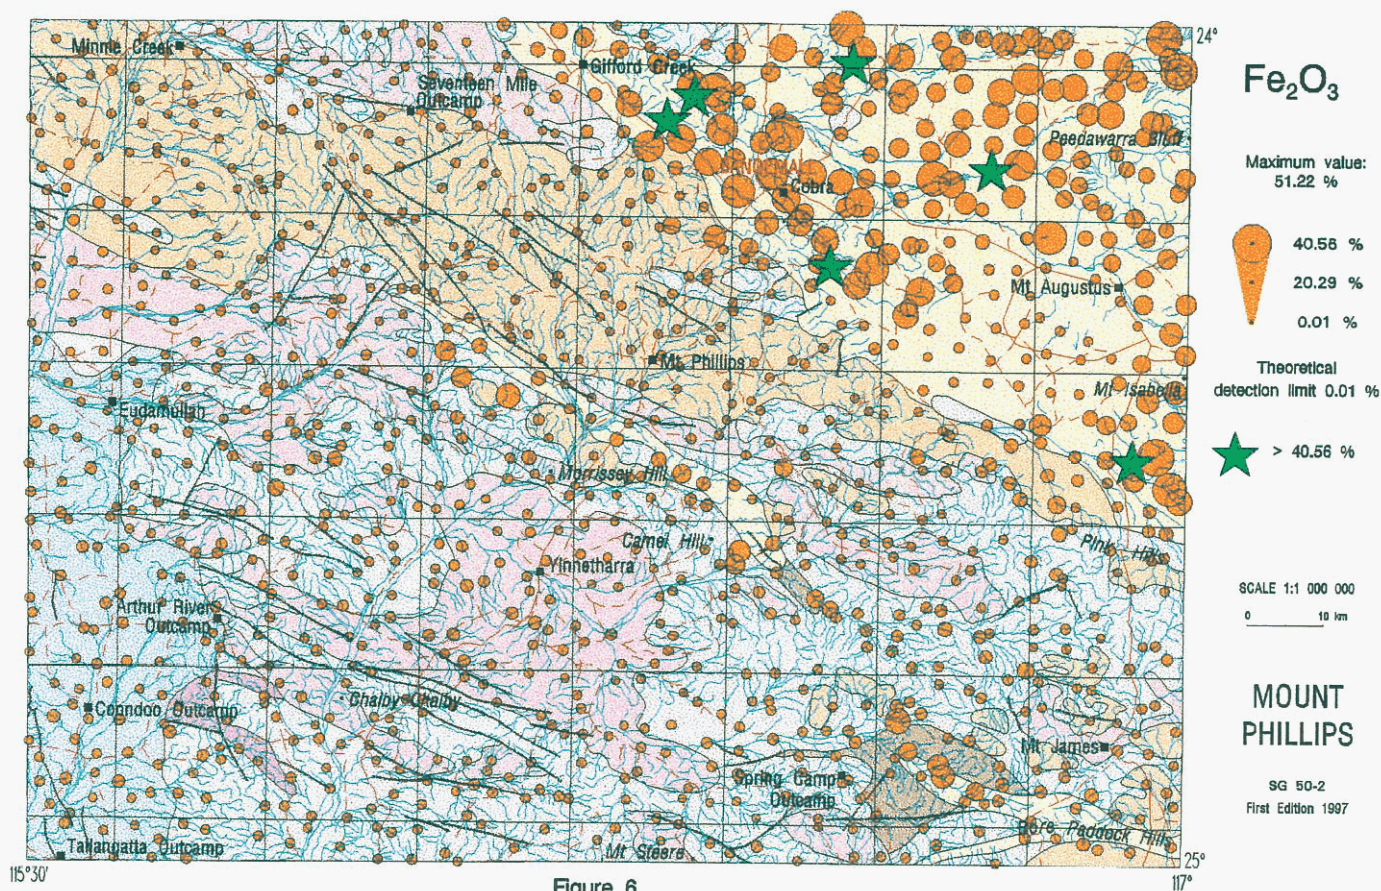 24°
Minnie Creek
Gifford Creek
Seventeen Mile
Outcamp
Peedawarra Bluff
Cobra
Mt Augustus
Mt Phillips
Mt Isabella
Eudamullah
Morrissey Hill
Camel Hill
Pink Hills
Yinnetharra
Arthur River
Outcamp
Chalby Chalby
Coondoo Outcamp
Mt James
Spring Camp
Outcamp
Bore Paddock Hills
Tallangatta Outcamp
Mt Steere
25°
115°30'
117°
Figure 6
Fe₂O₃
Maximum value:
51.22 %
40.56 %
20.29 %
0.01 %
Theoretical
detection limit 0.01 %
> 40.56 %
SCALE 1:1 000 000
0 10 km
MOUNT
PHILLIPS
SG 50-2
First Edition 1997